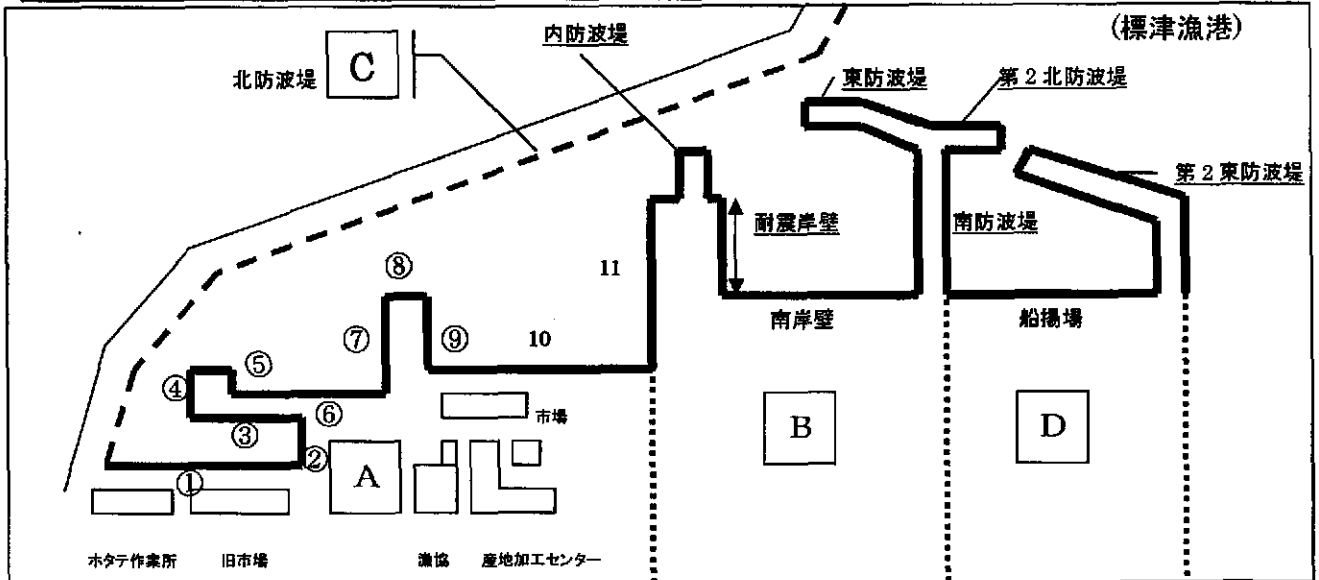 (標津漁港)
内防波堤
北防波堤
C
東防波堤
第2北防波堤
第2東防波堤
耐震岸壁
南防波堤
⑧
11
南岸壁
船揚場
⑦
⑨
10
⑤
④
⑥
市場
③
B
D
②
A
①
ホタテ作業所
旧市場
漁協
産地加工センター